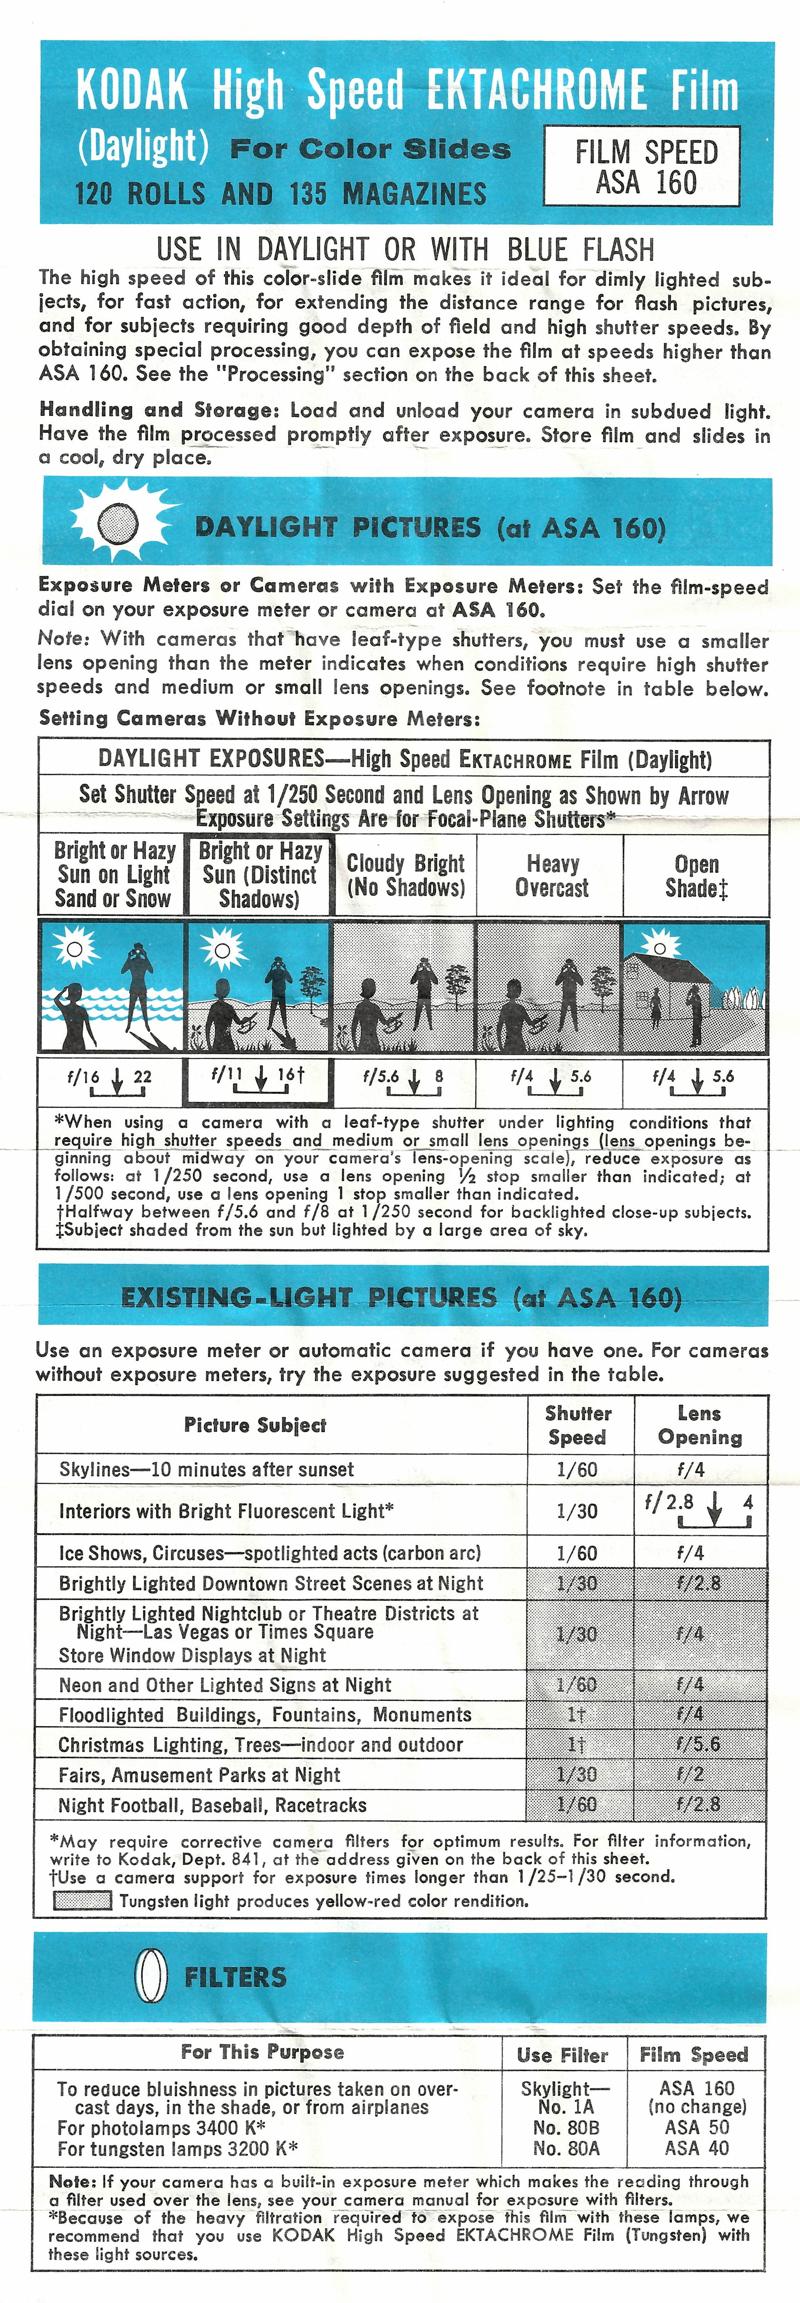 KODAK High Speed EKTACHROME Film
(Daylight) For Color Slides
120 ROLLS AND 135 MAGAZINES
FILM SPEED
ASA 160
USE IN DAYLIGHT OR WITH BLUE FLASH
The high speed of this color-slide film makes it ideal for dimly lighted sub-
jects, for fast action, for extending the distance range for flash pictures,
and for subjects requiring good depth of field and high shutter speeds. By
obtaining special processing, you can expose the film at speeds higher than
ASA 160. See the "Processing" section on the back of this sheet.
Handling and Storage: Load and unload your camera in subdued light.
Have the film processed promptly after exposure. Store film and slides in
a cool, dry place.
DAYLIGHT PICTURES (at ASA 160)
Exposure Meters or Cameras with Exposure Meters: Set the film-speed
dial on your exposure meter or camera at ASA 160.
Note: With cameras that have leaf-type shutters, you must use a smaller
lens opening than the meter indicates when conditions require high shutter
speeds and medium or small lens openings. See footnote in table below.
Setting Cameras Without Exposure Meters:
DAYLIGHT EXPOSURES—High Speed EKTACHROME Film (Daylight)
Set Shutter Speed at 1/250 Second and Lens Opening as Shown by Arrow
Exposure Settings Are for Focal-Plane Shutters*
Bright or Hazy
Sun on Light
Sand or Snow
Bright or Hazy
Sun (Distinct
Shadows)
Cloudy Bright
(No Shadows)
Heavy
Overcast
Open
Shade‡
f/16 ↓ 22
f/11 ↓ 16†
f/5.6 ↓ 8
f/4 ↓ 5.6
f/4 ↓ 5.6
*When using a camera with a leaf-type shutter under lighting conditions that
require high shutter speeds and medium or small lens openings (lens openings be-
ginning about midway on your camera's lens-opening scale), reduce exposure as
follows: at 1/250 second, use a lens opening ½ stop smaller than indicated; at
1/500 second, use a lens opening 1 stop smaller than indicated.
†Halfway between f/5.6 and f/8 at 1/250 second for backlighted close-up subjects.
‡Subject shaded from the sun but lighted by a large area of sky.
EXISTING-LIGHT PICTURES (at ASA 160)
Use an exposure meter or automatic camera if you have one. For cameras
without exposure meters, try the exposure suggested in the table.
Picture Subject
Shutter
Speed
Lens
Opening
Skylines—10 minutes after sunset 1/60 f/4
Interiors with Bright Fluorescent Light* 1/30 f/2.8 ↓ 4
Ice Shows, Circuses—spotlighted acts (carbon arc) 1/60 f/4
Brightly Lighted Downtown Street Scenes at Night 1/30 f/2.8
Brightly Lighted Nightclub or Theatre Districts at
Night—Las Vegas or Times Square 1/30 f/4
Store Window Displays at Night
Neon and Other Lighted Signs at Night 1/60 f/4
Floodlighted Buildings, Fountains, Monuments 1† f/4
Christmas Lighting, Trees—indoor and outdoor 1† f/5.6
Fairs, Amusement Parks at Night 1/30 f/2
Night Football, Baseball, Racetracks 1/60 f/2.8
*May require corrective camera filters for optimum results. For filter information,
write to Kodak, Dept. 841, at the address given on the back of this sheet.
†Use a camera support for exposure times longer than 1/25–1/30 second.
Tungsten light produces yellow-red color rendition.
FILTERS
For This Purpose Use Filter Film Speed
To reduce bluishness in pictures taken on over- Skylight— ASA 160
cast days, in the shade, or from airplanes No. 1A (no change)
For photolamps 3400 K* No. 80B ASA 50
For tungsten lamps 3200 K* No. 80A ASA 40
Note: If your camera has a built-in exposure meter which makes the reading through
a filter used over the lens, see your camera manual for exposure with filters.
*Because of the heavy filtration required to expose this film with these lamps, we
recommend that you use KODAK High Speed EKTACHROME Film (Tungsten) with
these light sources.